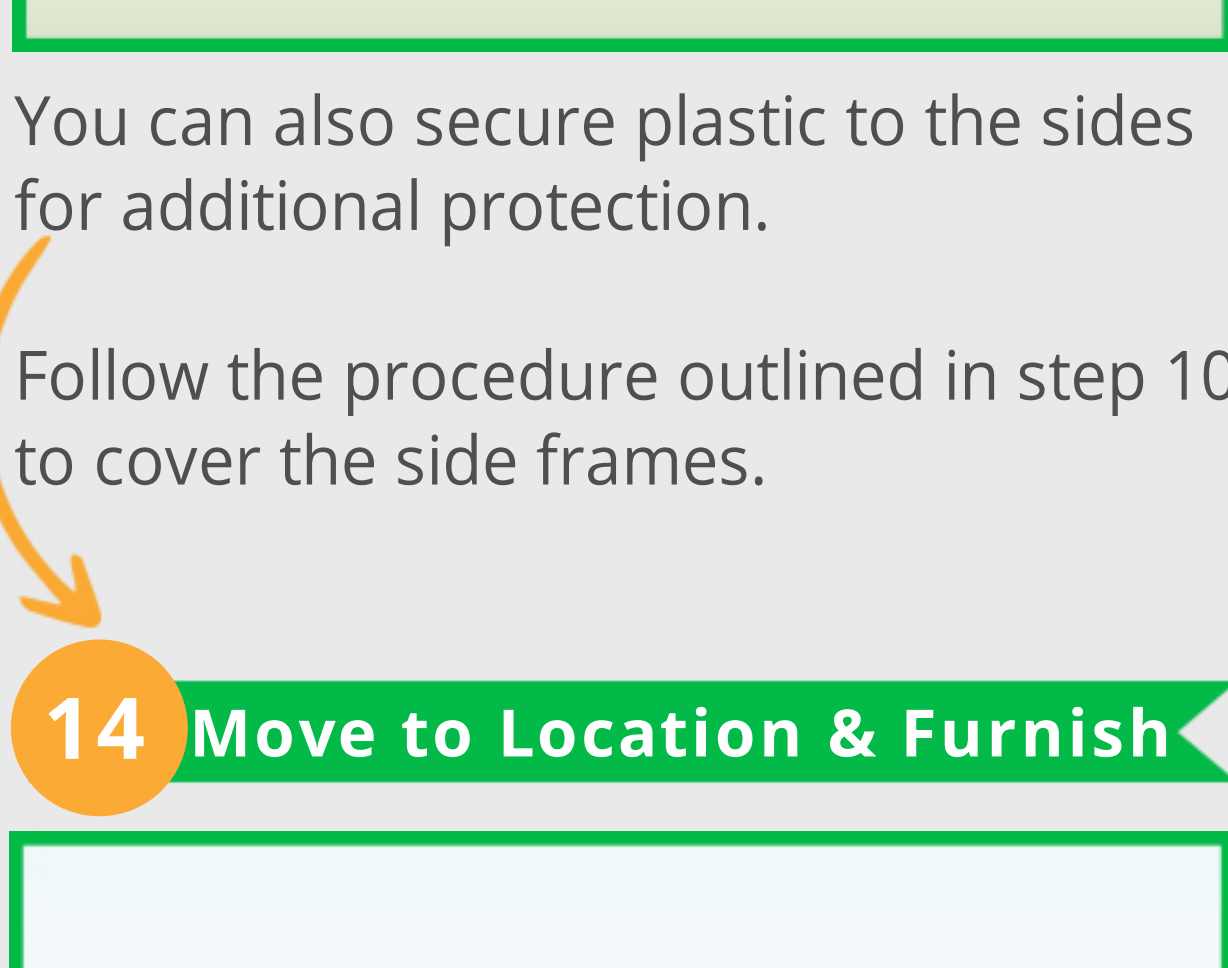 You can also secure plastic to the sides
for additional protection.
Follow the procedure outlined in step 10
to cover the side frames.
14 Move to Location & Furnish